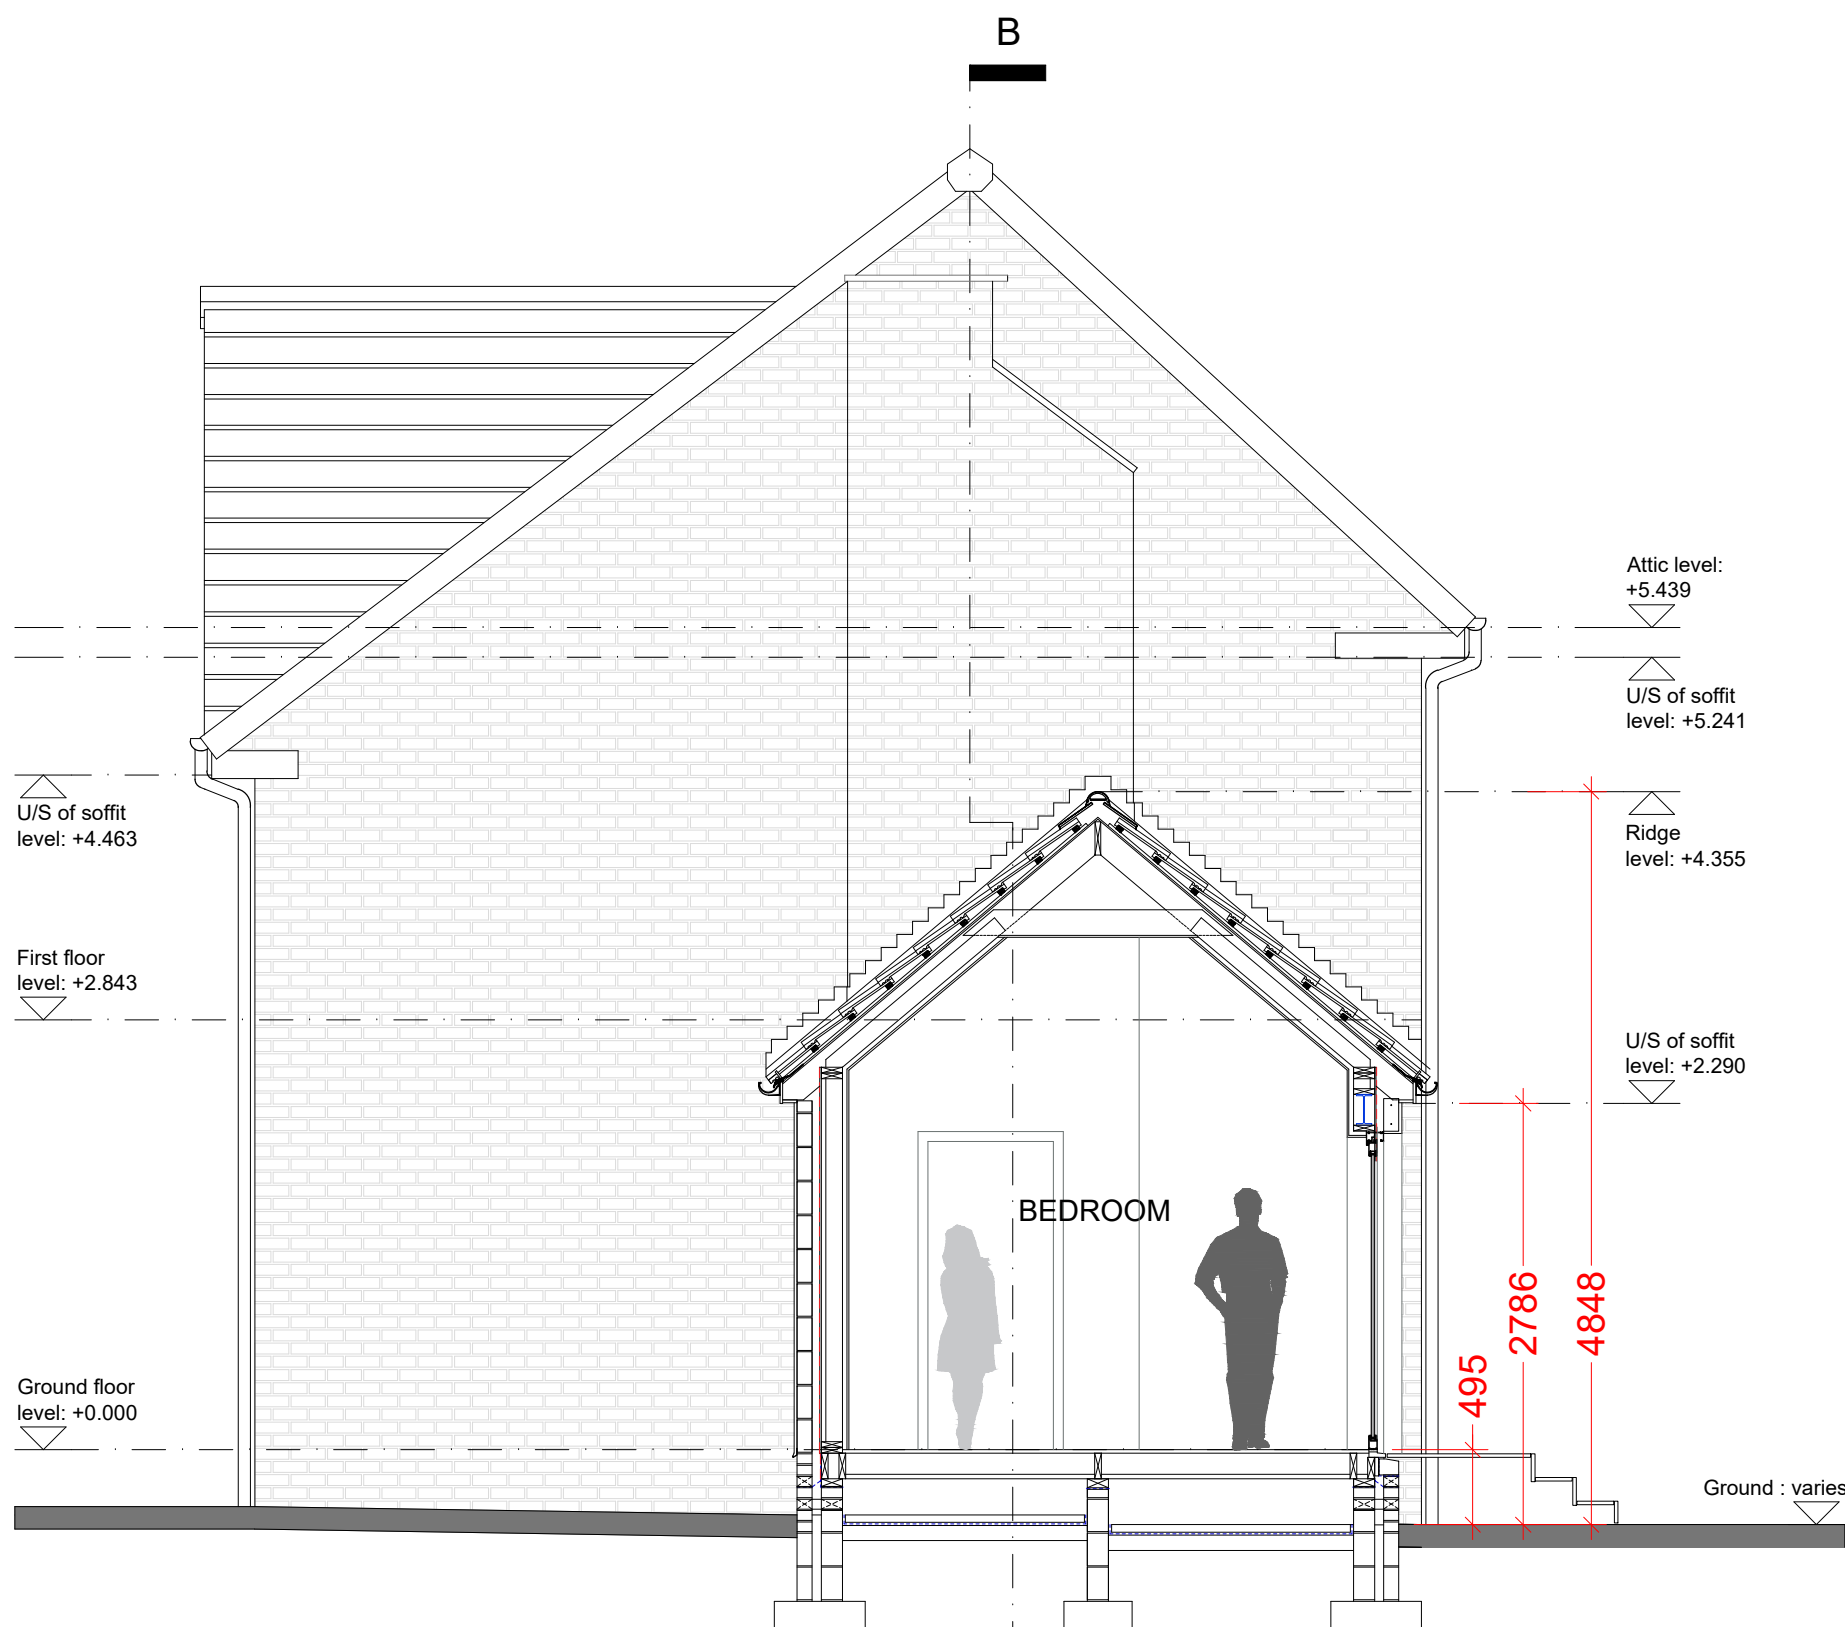 B
Attic level:
+5.439
U/S of soffit
level: +5.241
U/S of soffit
level: +4.463
Ridge
level: +4.355
First floor
level: +2.843
U/S of soffit
level: +2.290
BEDROOM
2786
4848
495
Ground floor
level: +0.000
Ground : varies